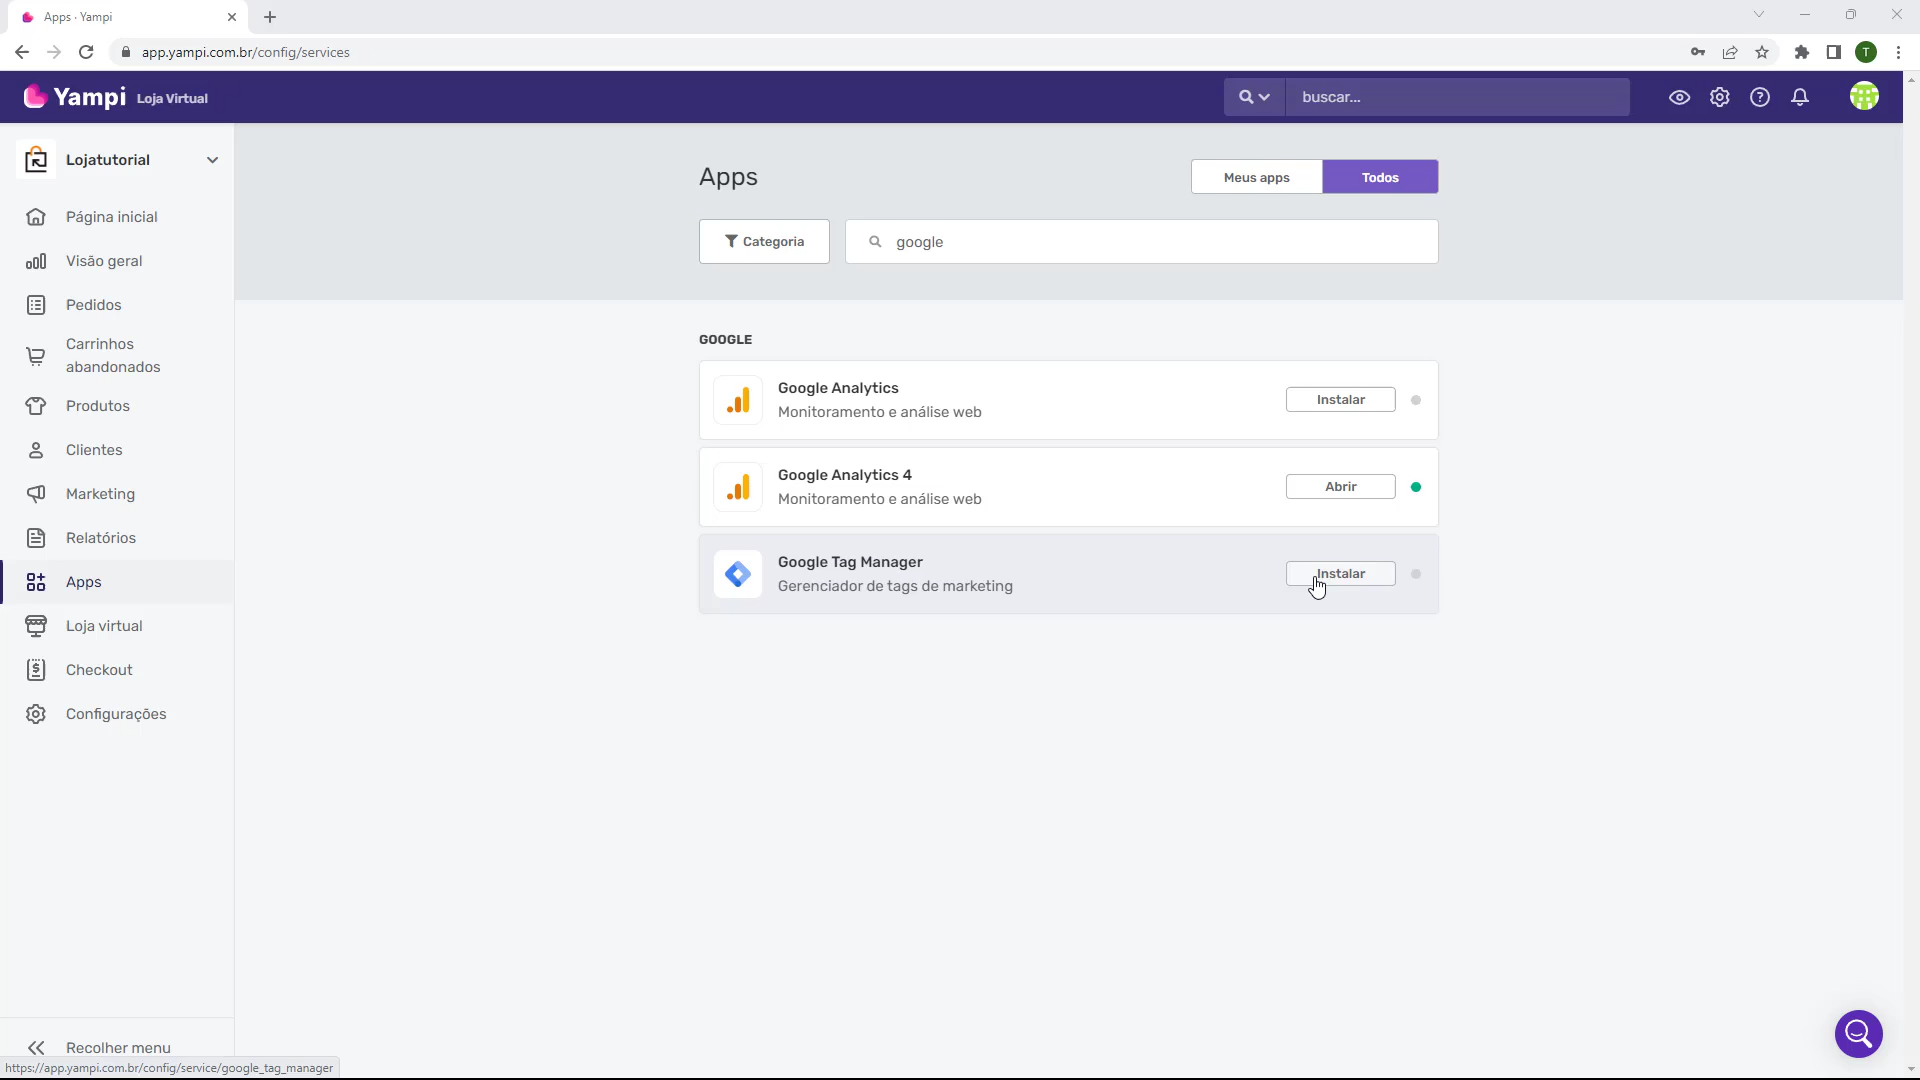 Apps · Yampi
app.yampi.com.br/config/services
T
Yampi Loja Virtual
buscar...
Lojatutorial
Página inicial
Visão geral
Pedidos
Carrinhos
abandonados
Produtos
Clientes
Marketing
Relatórios
Apps
Loja virtual
Checkout
Configurações
Recolher menu
https://app.yampi.com.br/config/service/google_tag_manager
Apps
Meus apps
Todos
Categoria
google
GOOGLE
Google Analytics
Monitoramento e análise web
Instalar
Google Analytics 4
Monitoramento e análise web
Abrir
Google Tag Manager
Gerenciador de tags de marketing
Instalar